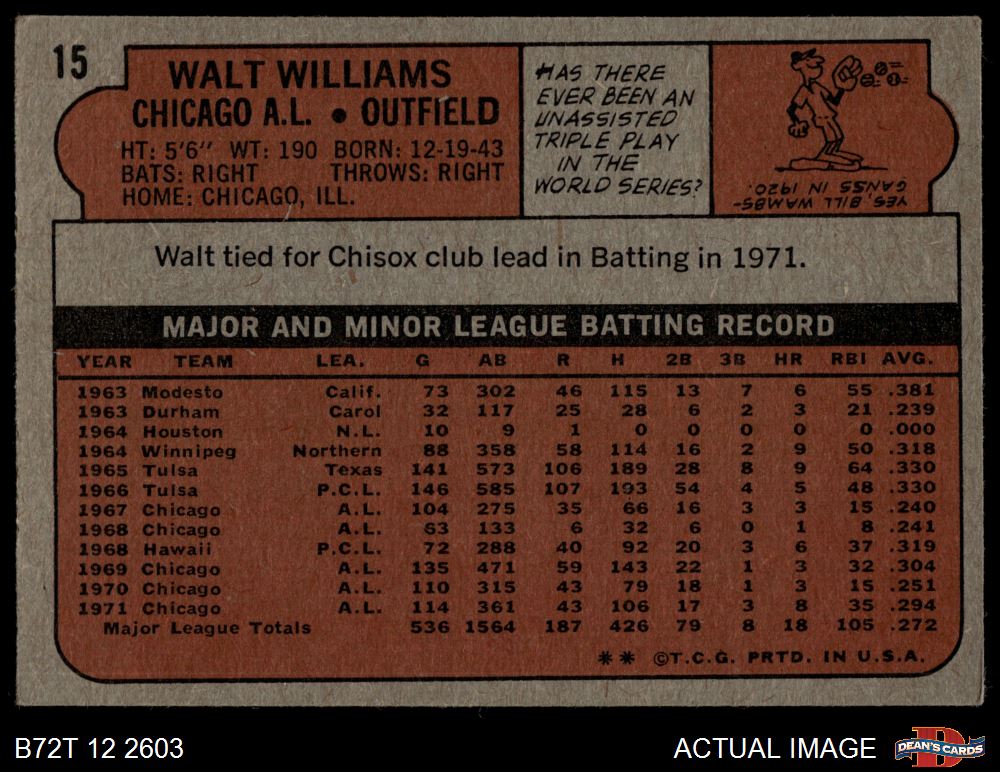 15
WALT WILLIAMS
CHICAGO A.L. • OUTFIELD
HT: 5'6" WT: 190 BORN: 12-19-43
BATS: RIGHT THROWS: RIGHT
HOME: CHICAGO, ILL.
HAS THERE
EVER BEEN AN
UNASSISTED
TRIPLE PLAY
IN THE
WORLD SERIES?
YES, BILL WAMBS-
GANSS IN 1920.
Walt tied for Chisox club lead in Batting in 1971.
MAJOR AND MINOR LEAGUE BATTING RECORD
YEAR TEAM LEA. G AB R H 2B 3B HR RBI AVG.
1963 Modesto Calif. 73 302 46 115 13 7 6 55 .381
1963 Durham Carol 32 117 25 28 6 2 3 21 .239
1964 Houston N.L. 10 9 1 0 0 0 0 0 .000
1964 Winnipeg Northern 88 358 58 114 16 2 9 50 .318
1965 Tulsa Texas 141 573 106 189 28 8 9 64 .330
1966 Tulsa P.C.L. 146 585 107 193 54 4 5 48 .330
1967 Chicago A.L. 104 275 35 66 16 3 3 15 .240
1968 Chicago A.L. 63 133 6 32 6 0 1 8 .241
1968 Hawaii P.C.L. 72 288 40 92 20 3 6 37 .319
1969 Chicago A.L. 135 471 59 143 22 1 3 32 .304
1970 Chicago A.L. 110 315 43 79 18 1 3 15 .251
1971 Chicago A.L. 114 361 43 106 17 3 8 35 .294
Major League Totals 536 1564 187 426 79 8 18 105 .272
** ©T.C.G. PRTD. IN U.S.A.
B72T 12 2603
ACTUAL IMAGE
DEAN'S CARDS